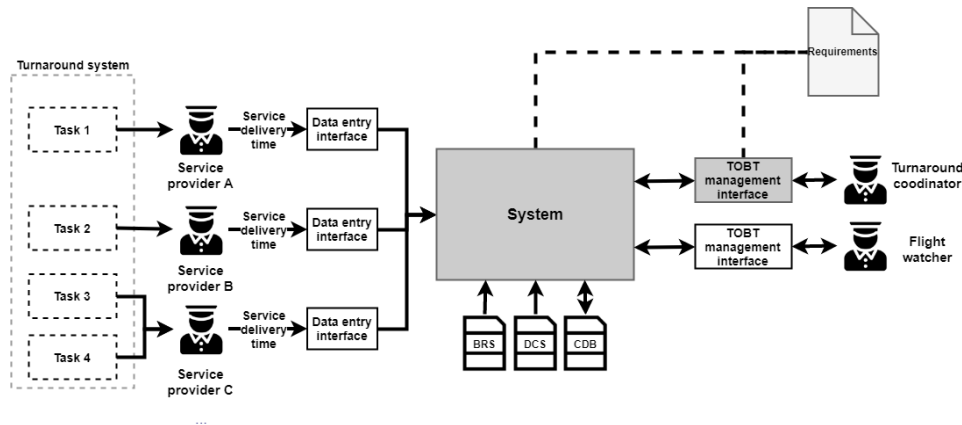 Requirements
Turnaround system
Task 1
Service
provider A
Service
delivery
time
Data entry
interface
Task 2
Service
provider B
Service
delivery
time
Data entry
interface
Task 3
Task 4
Service
provider C
Service
delivery
time
Data entry
interface
...
System
BRS
DCS
CDB
TOBT
management
interface
Turnaround
coodinator
TOBT
management
interface
Flight
watcher